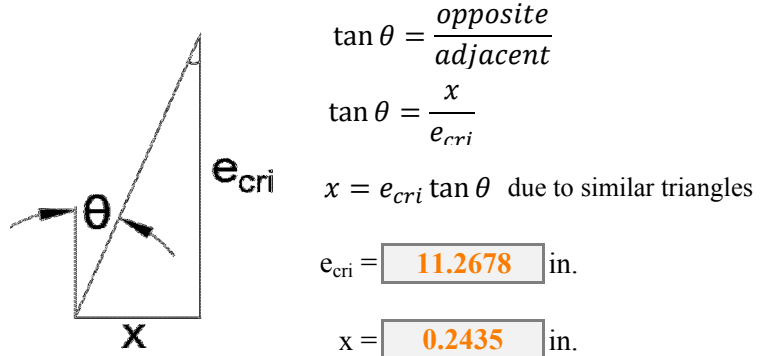 tan θ = opposite / adjacent
tan θ = x / e_cri
x = e_cri tan θ due to similar triangles
e_cri = 11.2678 in.
x = 0.2435 in.
θ
e_cri
x